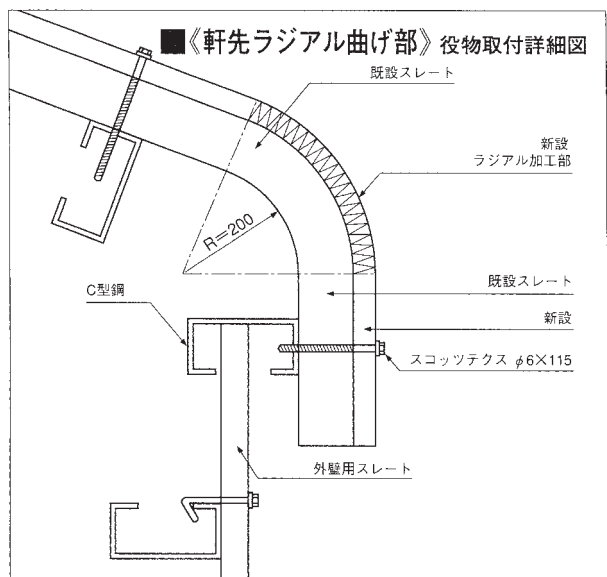 ■《軒先ラジアル曲げ部》役物取付詳細図
既設スレート
新設
ラジアル加工部
R=200
C型鋼
既設スレート
新設
スコッツテクス φ6×115
外壁用スレート